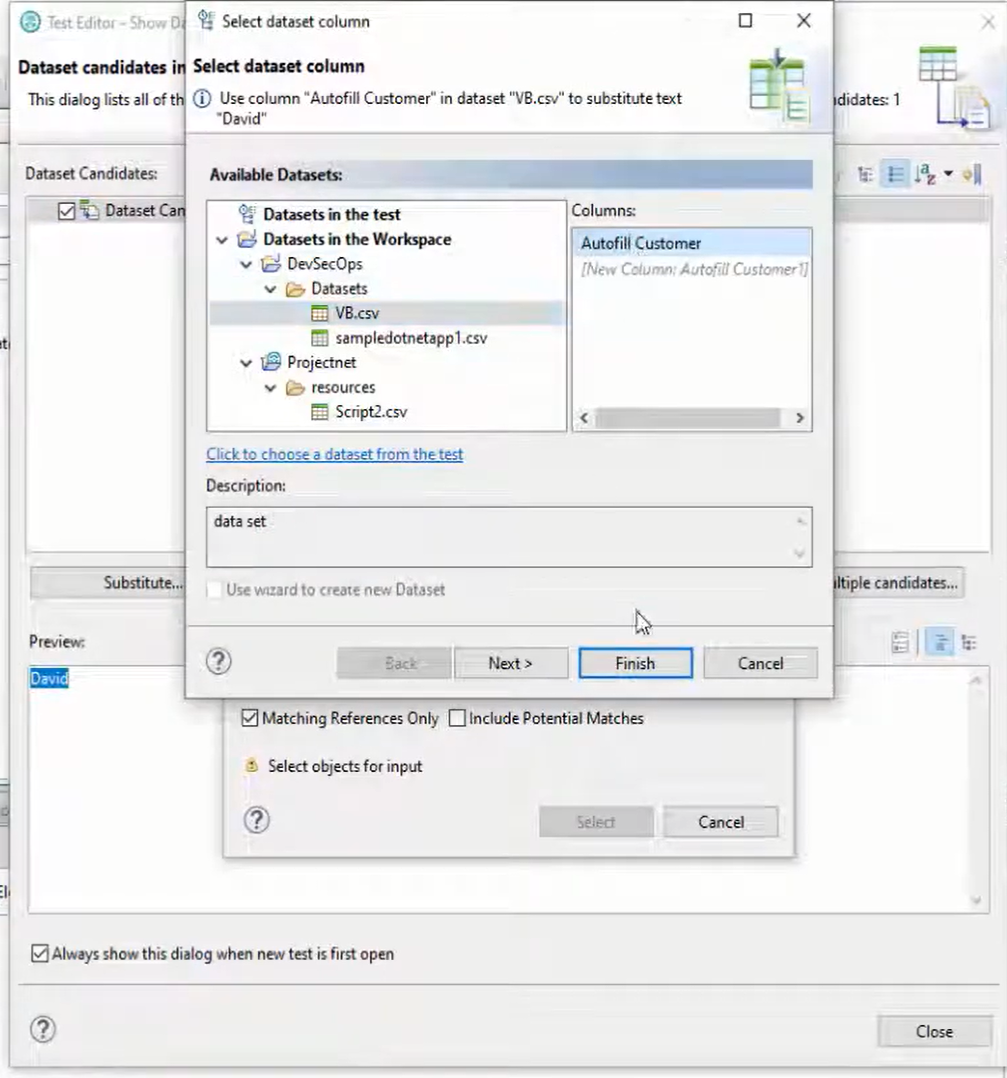 Test Editor - Show Da
Select dataset column
Dataset candidates in
Select dataset column
This dialog lists all of th
Use column "Autofill Customer" in dataset "VB.csv" to substitute text
"David"
didates: 1
Dataset Candidates:
Available Datasets:
Dataset Can
Datasets in the test
Columns:
Datasets in the Workspace
Autofill Customer
DevSecOps
[New Column: Autofill Customer1]
Datasets
VB.csv
sampledotnetapp1.csv
Projectnet
resources
Script2.csv
Click to choose a dataset from the test
Description:
data set
Substitute...
Use wizard to create new Dataset
ltiple candidates...
Preview:
Back
Next >
Finish
Cancel
David
Matching References Only
Include Potential Matches
Select objects for input
Select
Cancel
Always show this dialog when new test is first open
Close